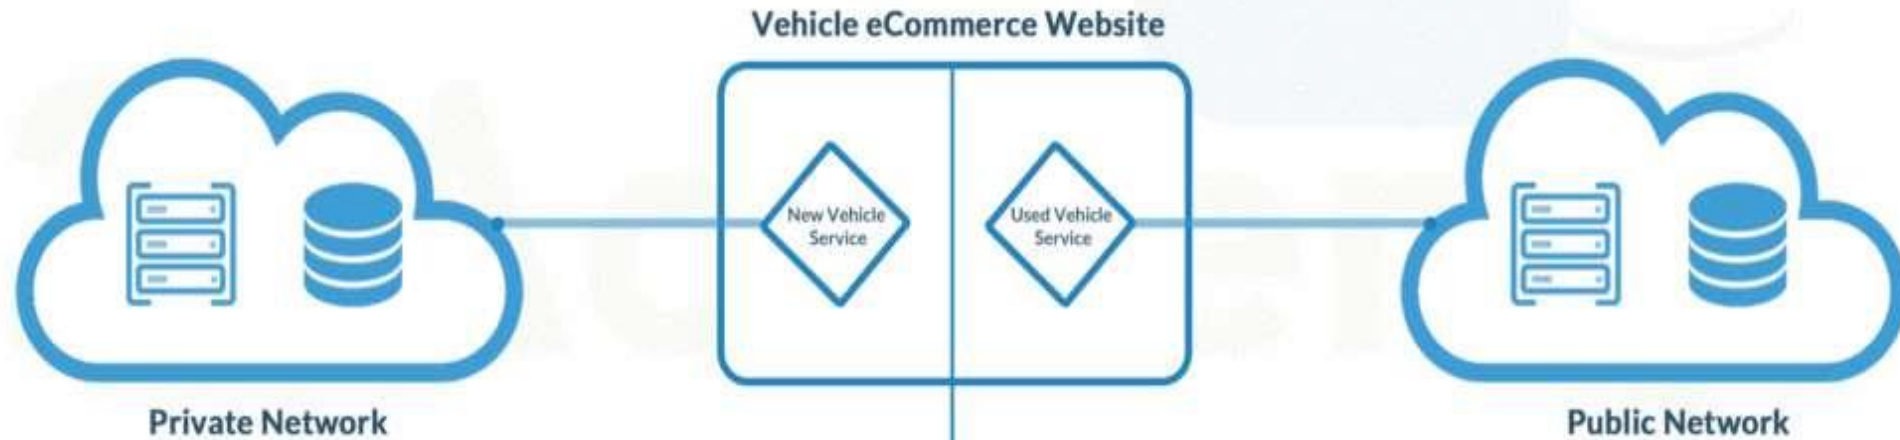 Vehicle eCommerce Website
New Vehicle
Service
Used Vehicle
Service
Private Network
Public Network